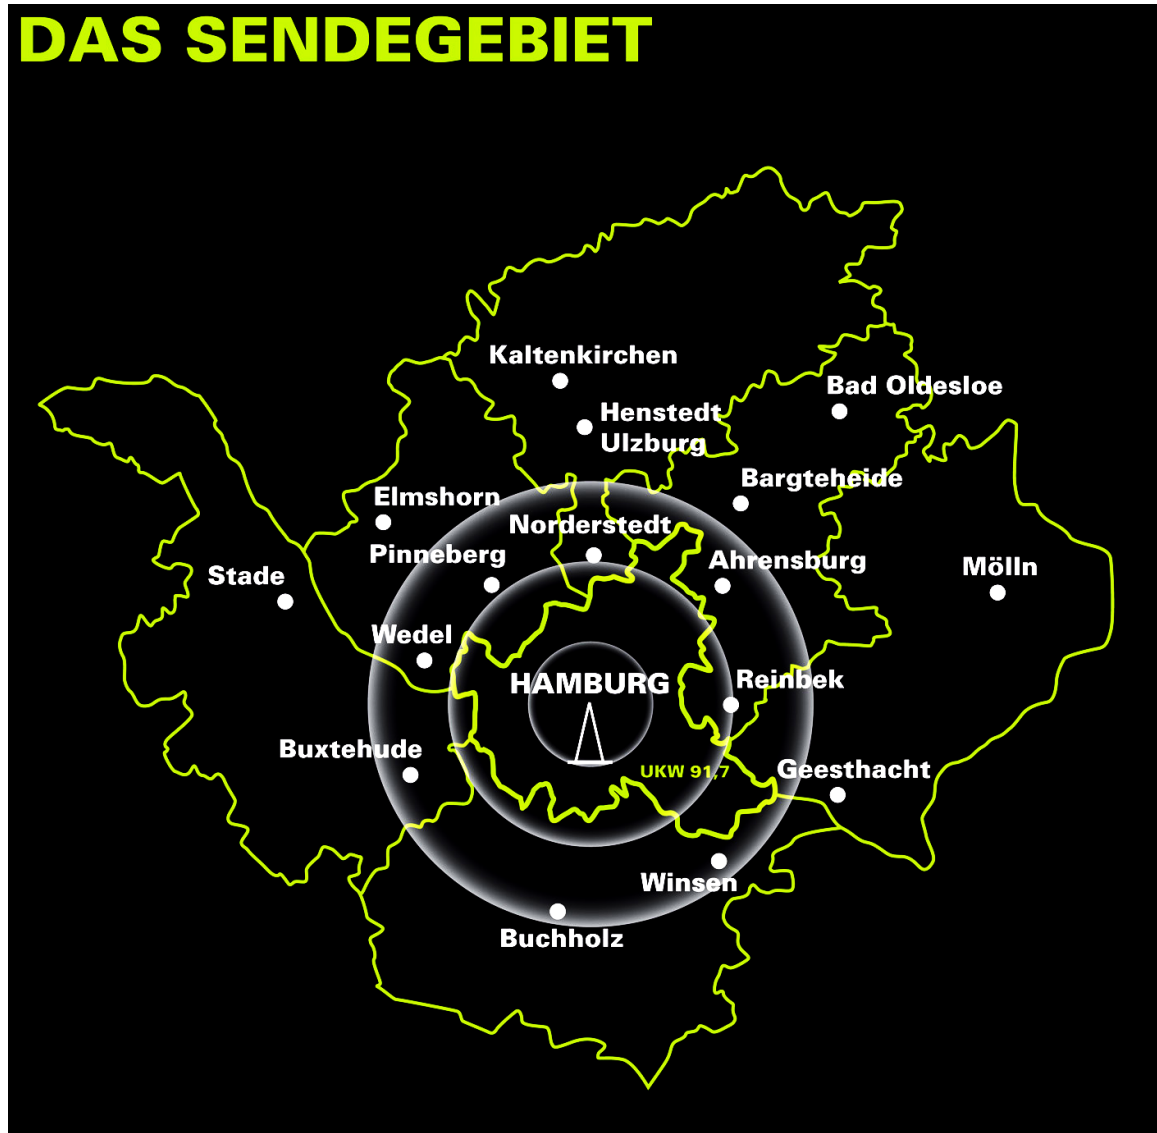 DAS SENDEGEBIET
Kaltenkirchen
Bad Oldesloe
Henstedt
Ulzburg
Bargteheide
Elmshorn
Norderstedt
Pinneberg
Ahrensburg
Mölln
Stade
Wedel
Reinbek
HAMBURG
Buxtehude
UKW 91,7
Geesthacht
Winsen
Buchholz